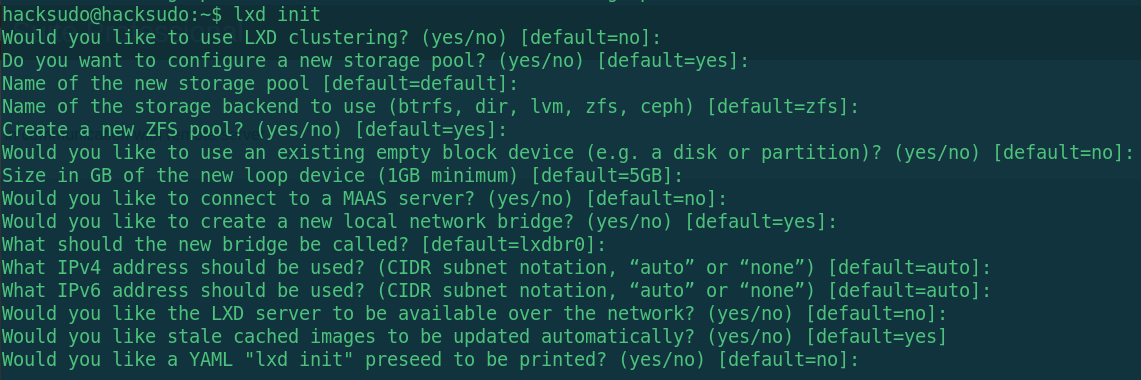 hacksudo@hacksudo:~$ lxd init
Would you like to use LXD clustering? (yes/no) [default=no]:
Do you want to configure a new storage pool? (yes/no) [default=yes]:
Name of the new storage pool [default=default]:
Name of the storage backend to use (btrfs, dir, lvm, zfs, ceph) [default=zfs]:
Create a new ZFS pool? (yes/no) [default=yes]:
Would you like to use an existing empty block device (e.g. a disk or partition)? (yes/no) [default=no]:
Size in GB of the new loop device (1GB minimum) [default=5GB]:
Would you like to connect to a MAAS server? (yes/no) [default=no]:
Would you like to create a new local network bridge? (yes/no) [default=yes]:
What should the new bridge be called? [default=lxdbr0]:
What IPv4 address should be used? (CIDR subnet notation, “auto” or “none”) [default=auto]:
What IPv6 address should be used? (CIDR subnet notation, “auto” or “none”) [default=auto]:
Would you like the LXD server to be available over the network? (yes/no) [default=no]:
Would you like stale cached images to be updated automatically? (yes/no) [default=yes]
Would you like a YAML "lxd init" preseed to be printed? (yes/no) [default=no]: